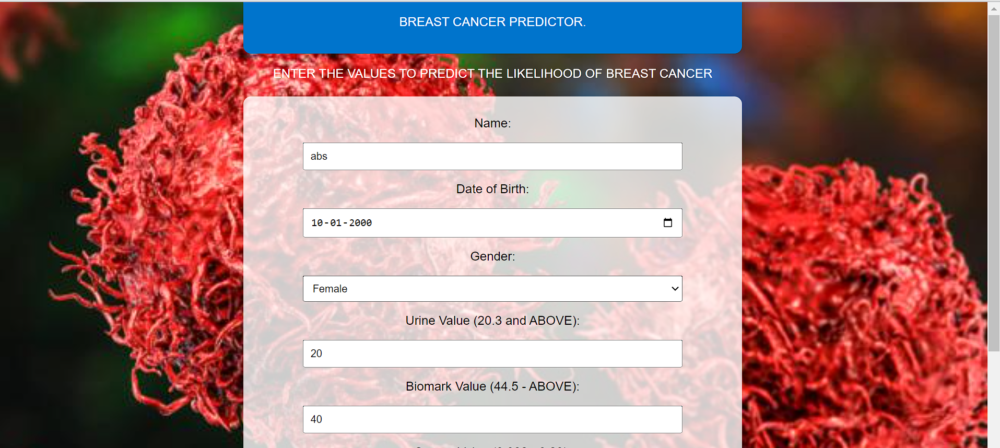 BREAST CANCER PREDICTOR.
ENTER THE VALUES TO PREDICT THE LIKELIHOOD OF BREAST CANCER
Name:
abs
Date of Birth:
10-01-2000
Gender:
Female
Urine Value (20.3 and ABOVE):
20
Biomark Value (44.5 - ABOVE):
40